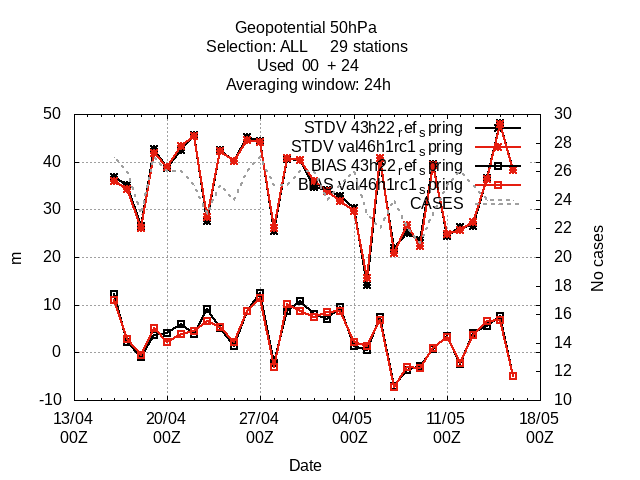 Geopotential 50hPa
Selection: ALL 29 stations
Used 00 + 24
Averaging window: 24h
50 30
STDV 43h22_ref_spring
28
STDV val46h1rc1_spring
40 26
BIAS 43h22_ref_spring
BIAS val46h1rc1_spring
30 24
CASES
22
20 20
18
10 16
14
0 12
-10 10
m
No cases
13/04 20/04 27/04 04/05 11/05 18/05
00Z 00Z 00Z 00Z 00Z 00Z
Date